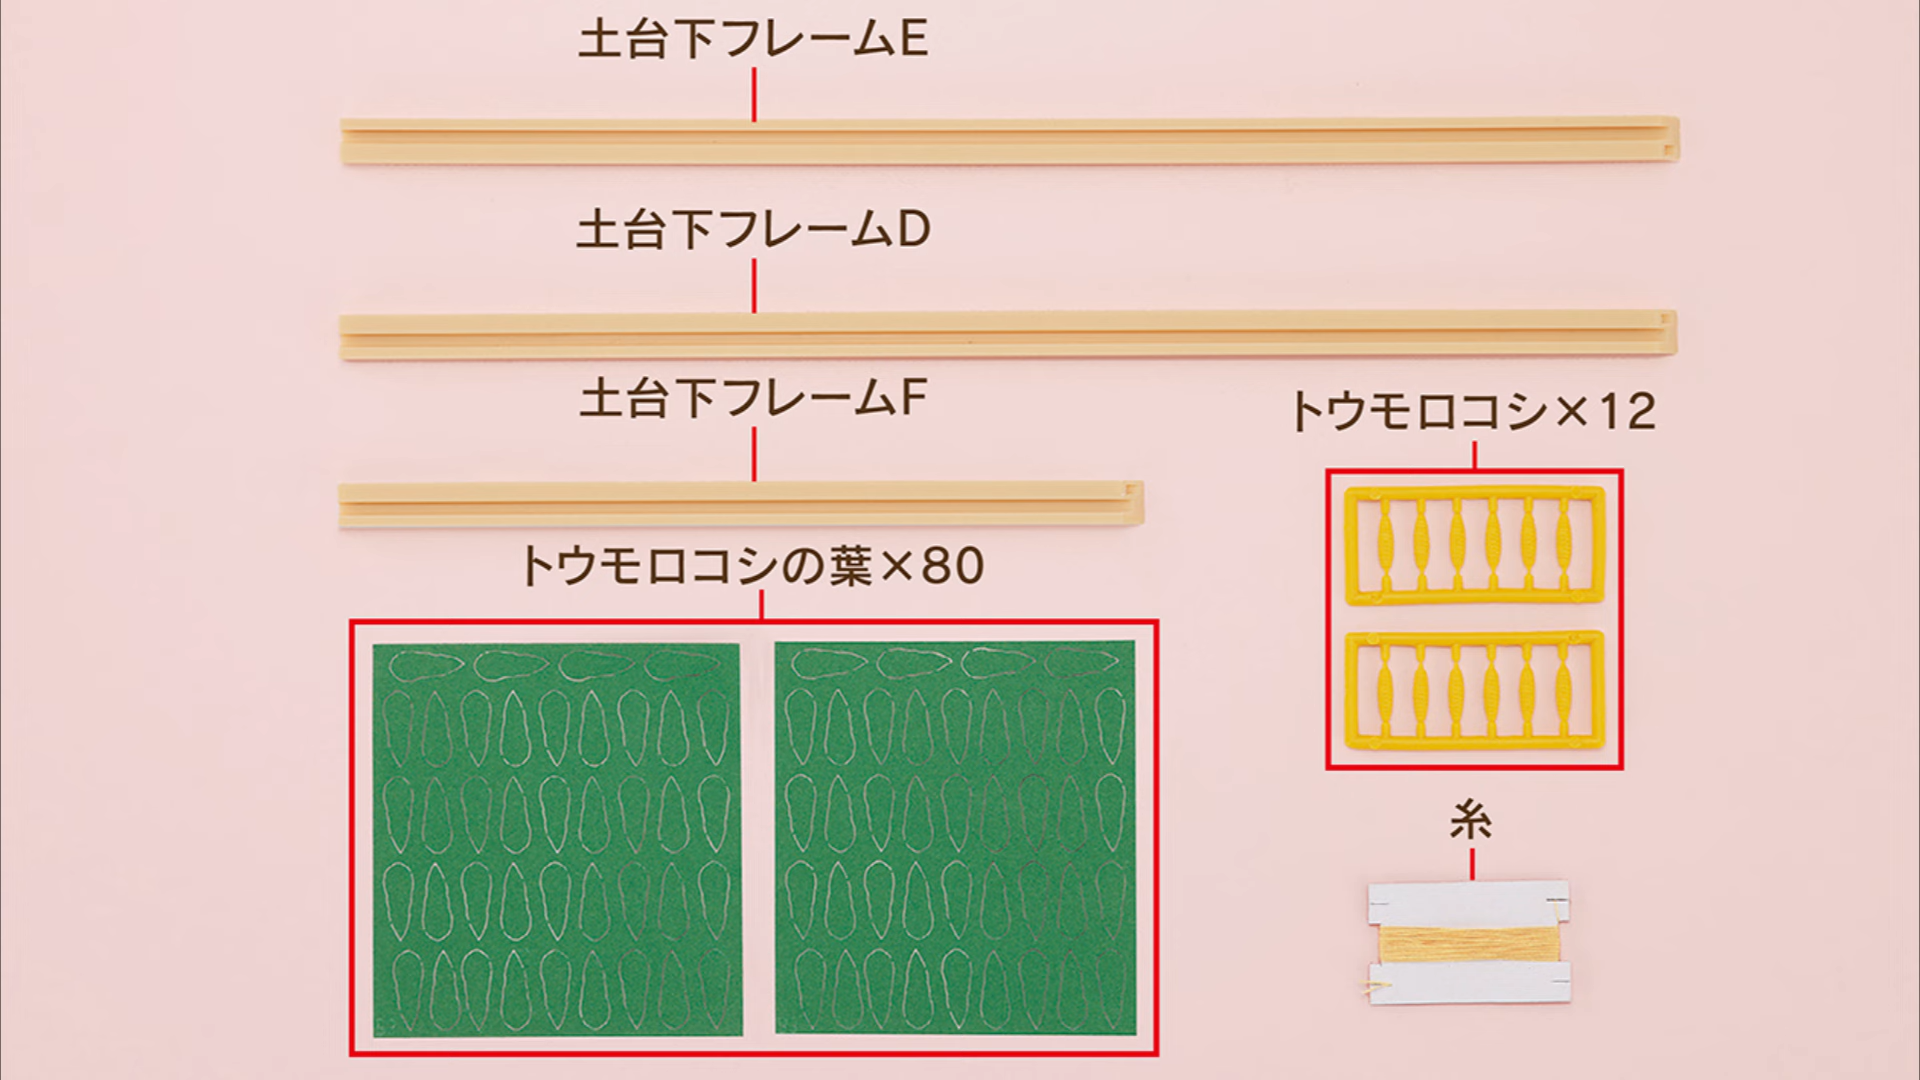 土台下フレームE
土台下フレームD
土台下フレームF
トウモロコシ×12
トウモロコシの葉×80
糸